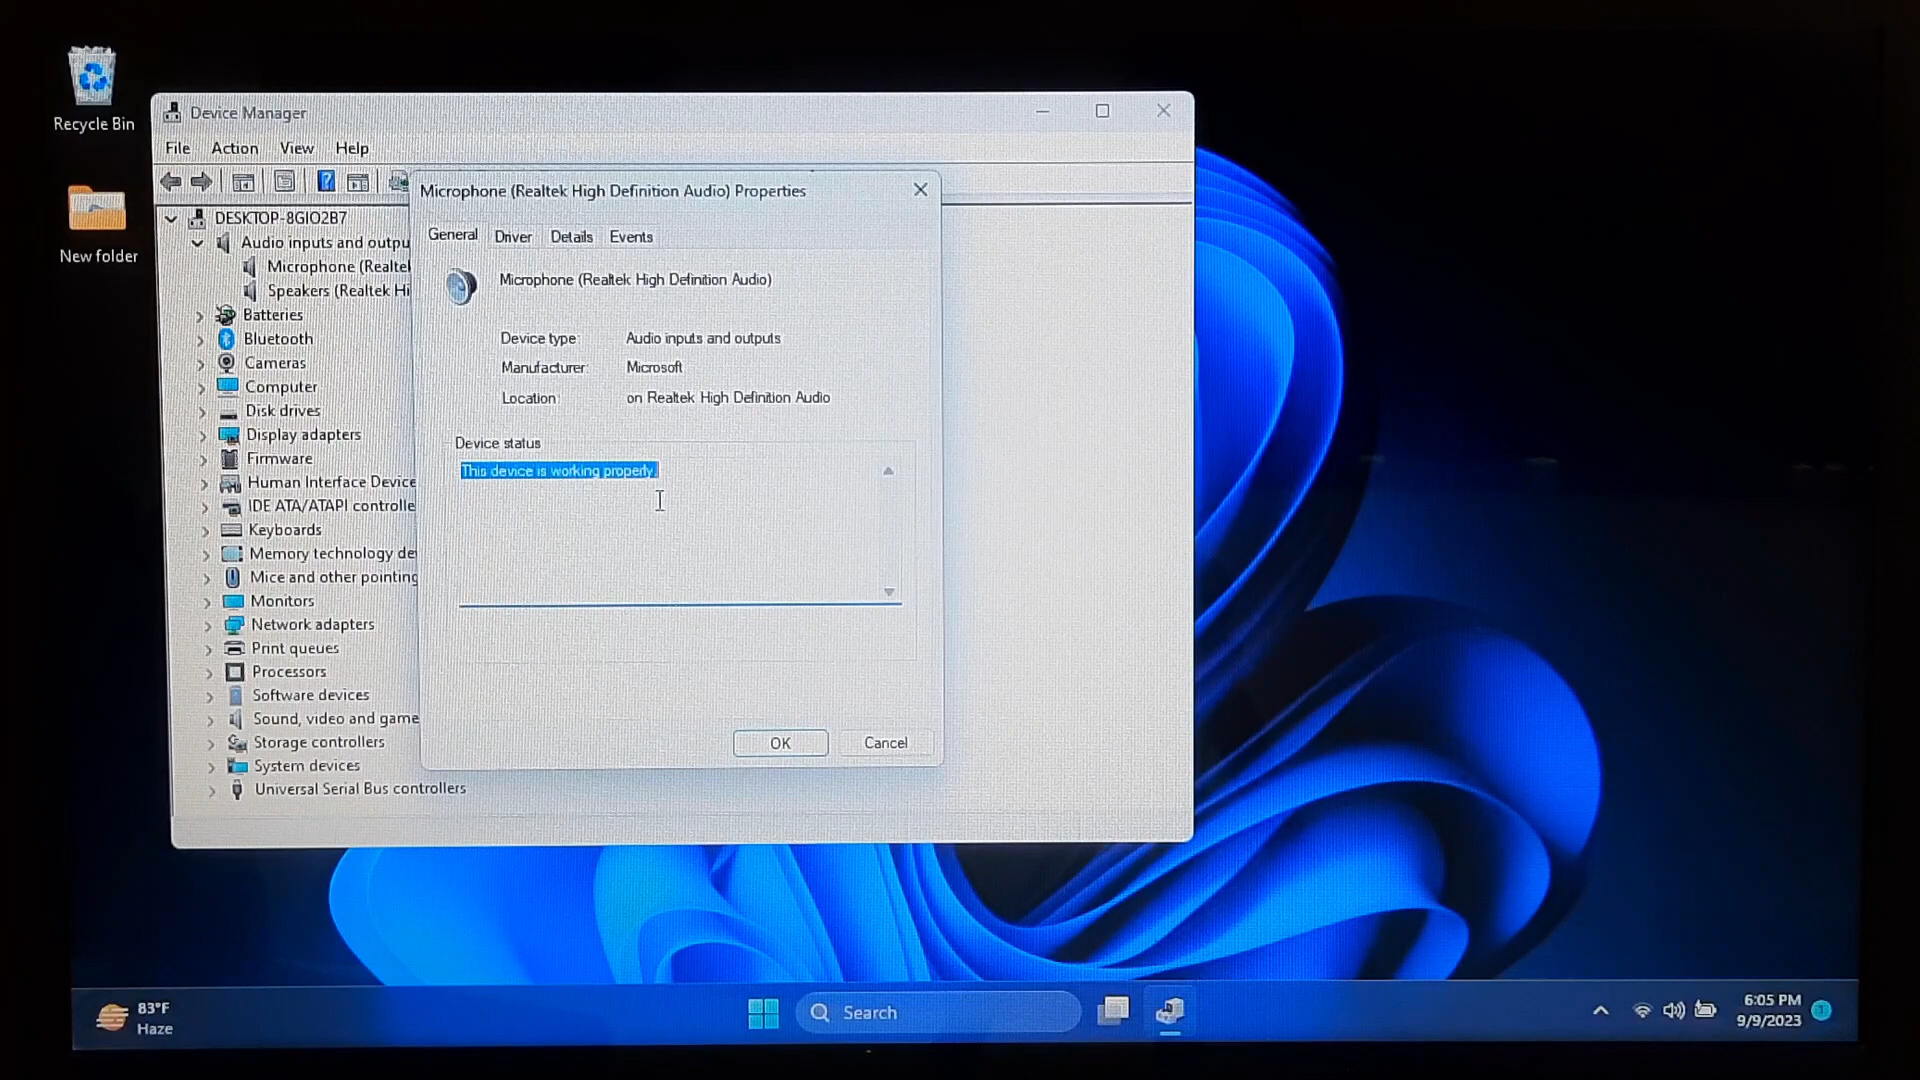 Recycle Bin
New folder
Device Manager
File Action View Help
DESKTOP-8GIO2B7
Audio inputs and outpu
Microphone (Realtel
Speakers (Realtek Hi
Batteries
Bluetooth
Cameras
Computer
Disk drives
Display adapters
Firmware
Human Interface Device
IDE ATA/ATAPI controlle
Keyboards
Memory technology de
Mice and other pointing
Monitors
Network adapters
Print queues
Processors
Software devices
Sound, video and game
Storage controllers
System devices
Universal Serial Bus controllers
Microphone (Realtek High Definition Audio) Properties
General Driver Details Events
Microphone (Realtek High Definition Audio)
Device type: Audio inputs and outputs
Manufacturer: Microsoft
Location: on Realtek High Definition Audio
Device status
This device is working properly.
OK Cancel
83°F
Haze
Search
6:05 PM
9/9/2023
1